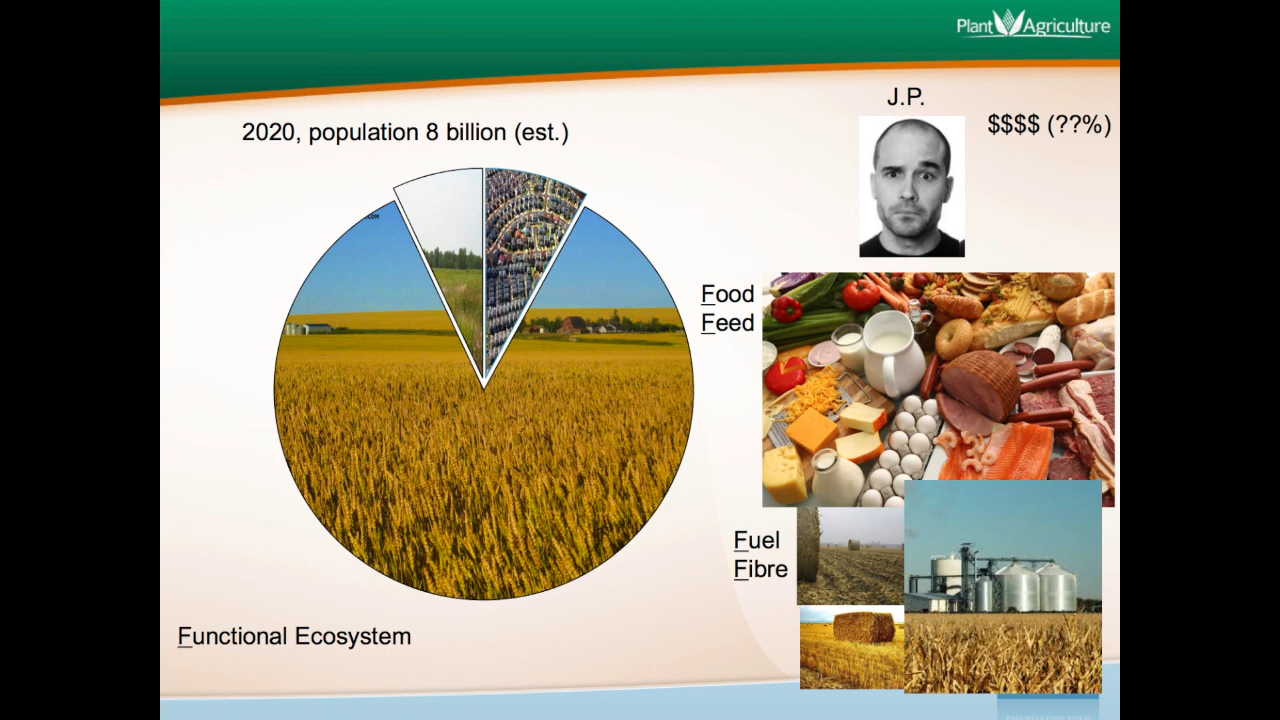 Plant Agriculture
J.P.
$$$$ (??%)
2020, population 8 billion (est.)
Food
Feed
Fuel
Fibre
Functional Ecosystem